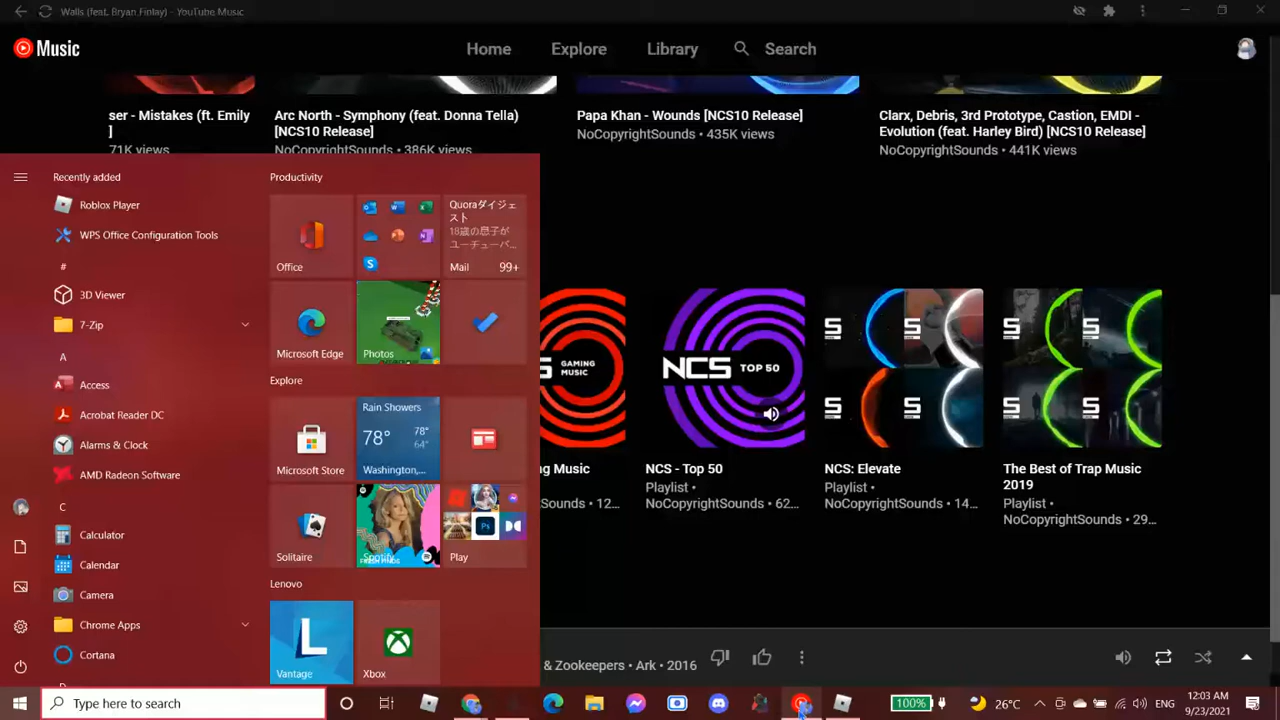 Walls (feat. Bryan Finlay) - YouTube Music
Music
Home
Explore
Library
Search
ser - Mistakes (ft. Emily
]
71K views
Arc North - Symphony (feat. Donna Tella)
[NCS10 Release]
NoCopyrightSounds • 386K views
Papa Khan - Wounds [NCS10 Release]
NoCopyrightSounds • 435K views
Clarx, Debris, 3rd Prototype, Castion, EMDI -
Evolution (feat. Harley Bird) [NCS10 Release]
NoCopyrightSounds • 441K views
Recently added
Roblox Player
WPS Office Configuration Tools
#
3D Viewer
7-Zip
A
Access
Acrobat Reader DC
Alarms & Clock
AMD Radeon Software
C
Calculator
Calendar
Camera
Chrome Apps
Cortana
Productivity
Office
Quoraダイジェ
スト
18歳の息子が
ユーチューバ...
Mail 99+
Microsoft Edge
Photos
Explore
Microsoft Store
Rain Showers
78° 78°
64°
Washington,...
Solitaire
Spotify
FRESH FINDS
Ps
Play
Lenovo
L
Vantage
Xbox
CS
GAMING
MUSIC
ng Music
NoCopyrightSounds • 12...
NCS TOP 50
NCS - Top 50
Playlist •
NoCopyrightSounds • 62...
NCS: Elevate
Playlist •
NoCopyrightSounds • 14...
The Best of Trap Music
2019
Playlist •
NoCopyrightSounds • 29...
& Zookeepers • Ark • 2016
Type here to search
100%
26°C
12:03 AM
9/23/2021